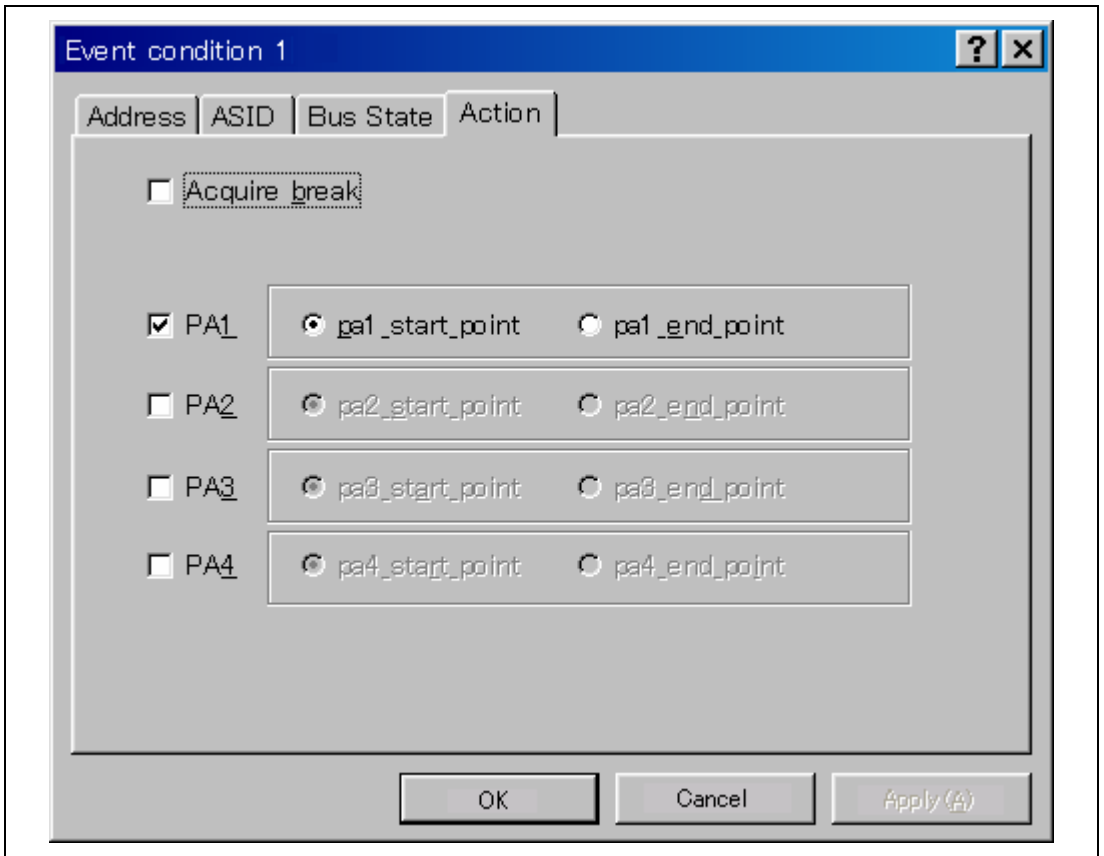 Event condition 1
Address ASID Bus State Action
Acquire break
PA1 pa1_start_point pa1_end_point
PA2 pa2_start_point pa2_end_point
PA3 pa3_start_point pa3_end_point
PA4 pa4_start_point pa4_end_point
OK Cancel Apply(A)